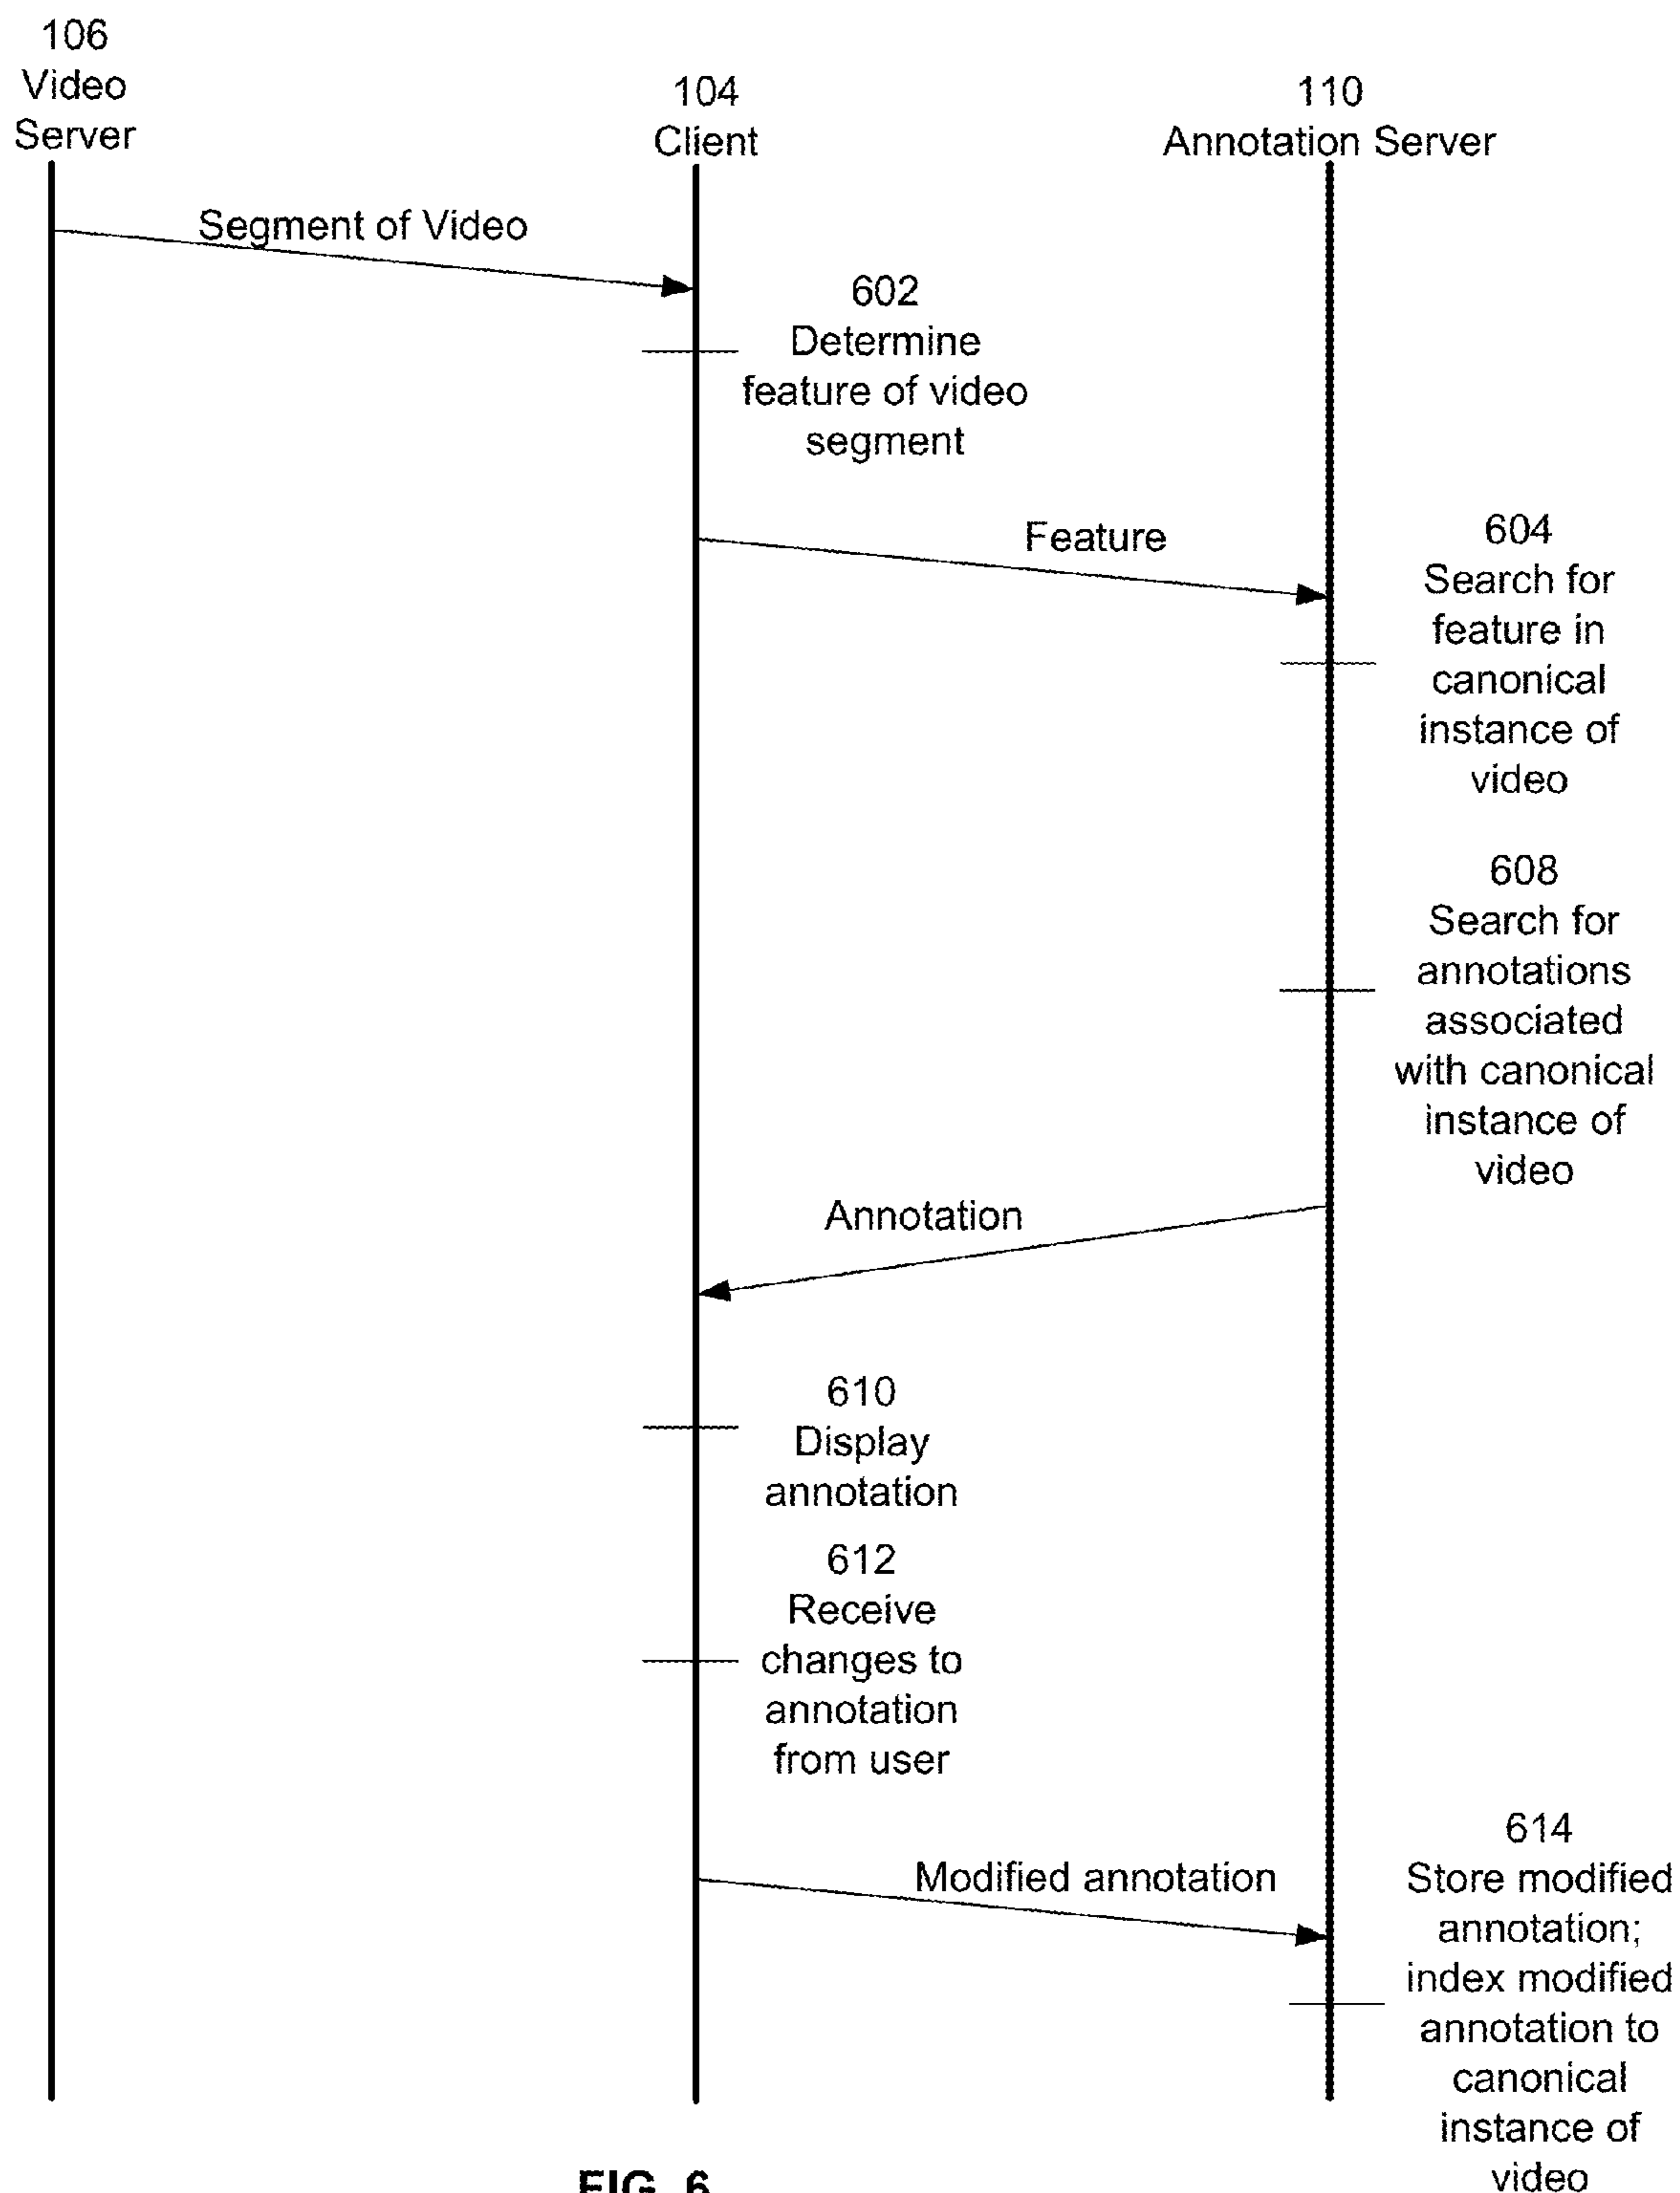 106
Video
Server
104
Client
110
Annotation Server
Segment of Video
602
Determine
feature of video
segment
Feature
604
Search for
feature in
canonical
instance of
video
608
Search for
annotations
associated
with canonical
instance of
video
Annotation
610
Display
annotation
612
Receive
changes to
annotation
from user
Modified annotation
614
Store modified
annotation;
index modified
annotation to
canonical
instance of
video
FIG. 6